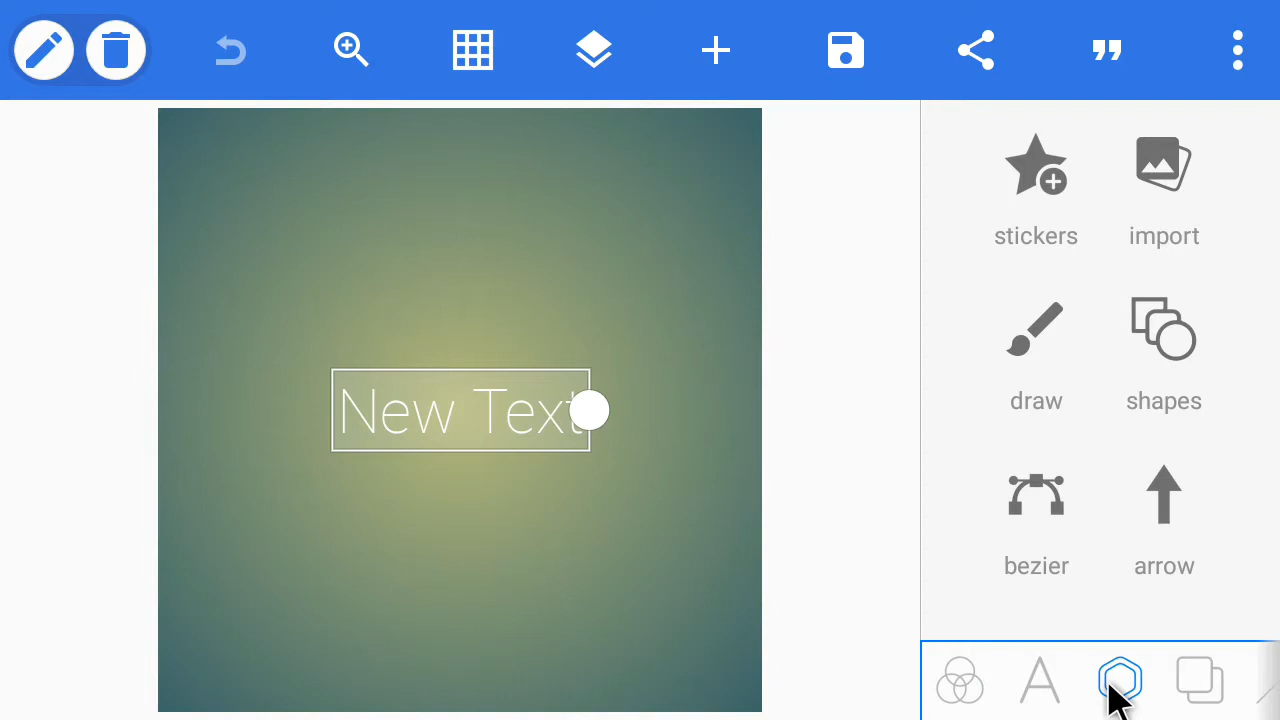 stickers
import
New Text
draw
shapes
bezier
arrow